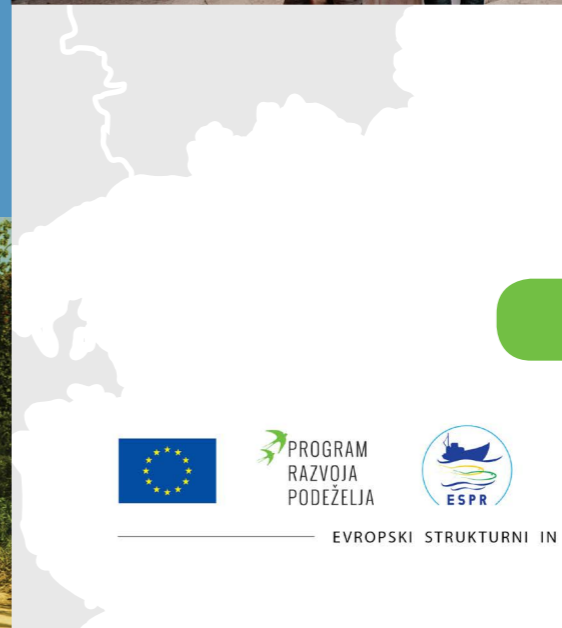 PROGRAM
RAZVOJA
PODEŽELJA
ESPR
EVROPSKI STRUKTURNI IN